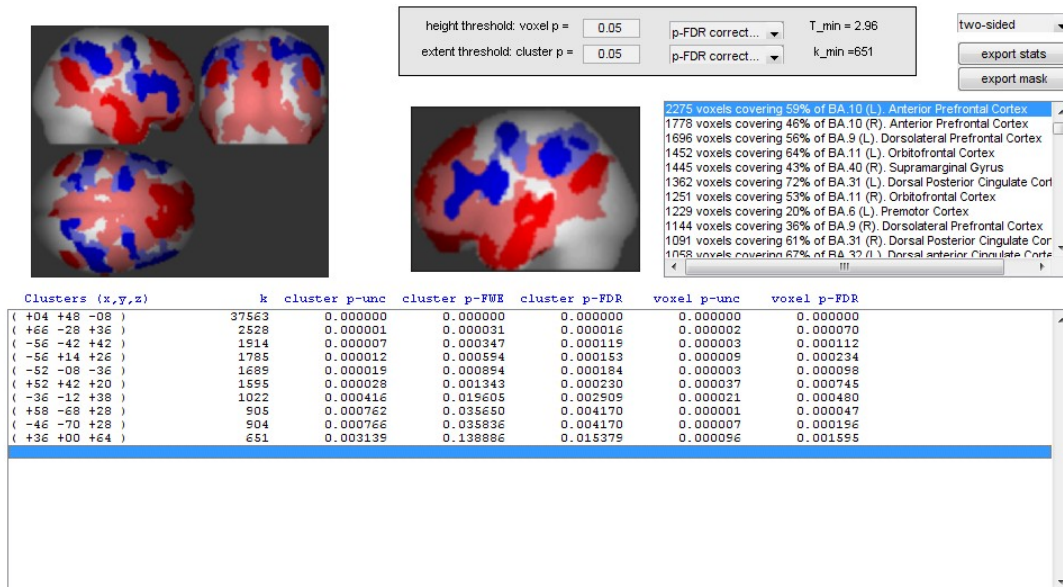 height threshold: voxel p = 0.05 p-FDR correct... T_min = 2.96
two-sided
extent threshold: cluster p = 0.05 p-FDR correct... k_min =651
export stats
export mask
2275 voxels covering 59% of BA.10 (L). Anterior Prefrontal Cortex
1778 voxels covering 46% of BA.10 (R). Anterior Prefrontal Cortex
1696 voxels covering 56% of BA.9 (L). Dorsolateral Prefrontal Cortex
1452 voxels covering 64% of BA.11 (L). Orbitofrontal Cortex
1445 voxels covering 43% of BA.40 (R). Supramarginal Gyrus
1362 voxels covering 72% of BA.31 (L). Dorsal Posterior Cingulate Cort
1251 voxels covering 53% of BA.11 (R). Orbitofrontal Cortex
1229 voxels covering 20% of BA.6 (L). Premotor Cortex
1144 voxels covering 36% of BA.9 (R). Dorsolateral Prefrontal Cortex
1091 voxels covering 61% of BA.31 (R). Dorsal Posterior Cingulate Cor
1058 voxels covering 67% of BA.32 (L). Dorsal anterior Cingulate Corte
Clusters (x,y,z) k cluster p-unc cluster p-FWE cluster p-FDR voxel p-unc voxel p-FDR
( +04 +48 -08 ) 37563 0.000000 0.000000 0.000000 0.000000 0.000000
( +66 -28 +36 ) 2528 0.000001 0.000031 0.000016 0.000002 0.000070
( -56 -42 +42 ) 1914 0.000007 0.000347 0.000119 0.000003 0.000112
( -56 +14 +26 ) 1785 0.000012 0.000594 0.000153 0.000009 0.000234
( -52 -08 -36 ) 1689 0.000019 0.000894 0.000184 0.000003 0.000098
( +52 +42 +20 ) 1595 0.000028 0.001343 0.000230 0.000037 0.000745
( -36 -12 +38 ) 1022 0.000416 0.019605 0.002909 0.000021 0.000480
( +58 -68 +28 ) 905 0.000762 0.035650 0.004170 0.000001 0.000047
( -46 -70 +28 ) 904 0.000766 0.035836 0.004170 0.000007 0.000196
( +36 +00 +64 ) 651 0.003139 0.138886 0.015379 0.000096 0.001595